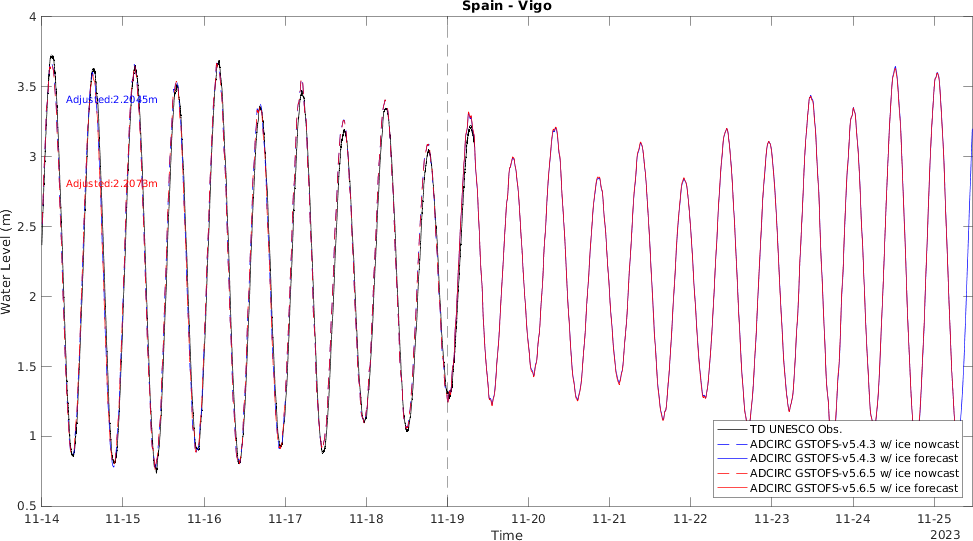 Spain - Vigo
4
3.5
3
2.5
2
1.5
1
0.5
Water Level (m)
Adjusted:2.2045m
Adjusted:2.2073m
TD UNESCO Obs.
ADCIRC GSTOFS-v5.4.3 w/ ice nowcast
ADCIRC GSTOFS-v5.4.3 w/ ice forecast
ADCIRC GSTOFS-v5.6.5 w/ ice nowcast
ADCIRC GSTOFS-v5.6.5 w/ ice forecast
11-14 11-15 11-16 11-17 11-18 11-19 11-20 11-21 11-22 11-23 11-24 11-25
Time
2023